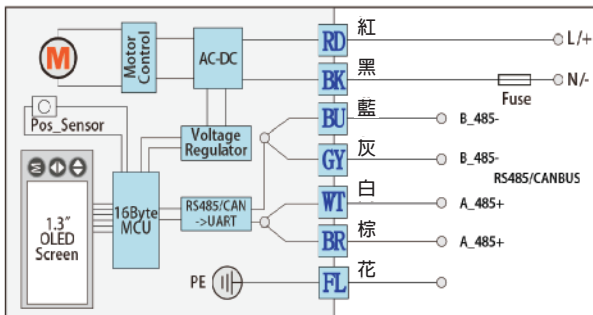 M
Motor
Control
AC-DC
Pos_Sensor
Voltage
Regulator
M
1.3″
OLED
Screen
16Byte
MCU
RS485/CAN
->UART
PE
RD 紅 L/+
BK 黑 Fuse N/-
BU 藍 B_485-
GY 灰 B_485-
RS485/CANBUS
WT 白 A_485+
BR 棕 A_485+
FL 花